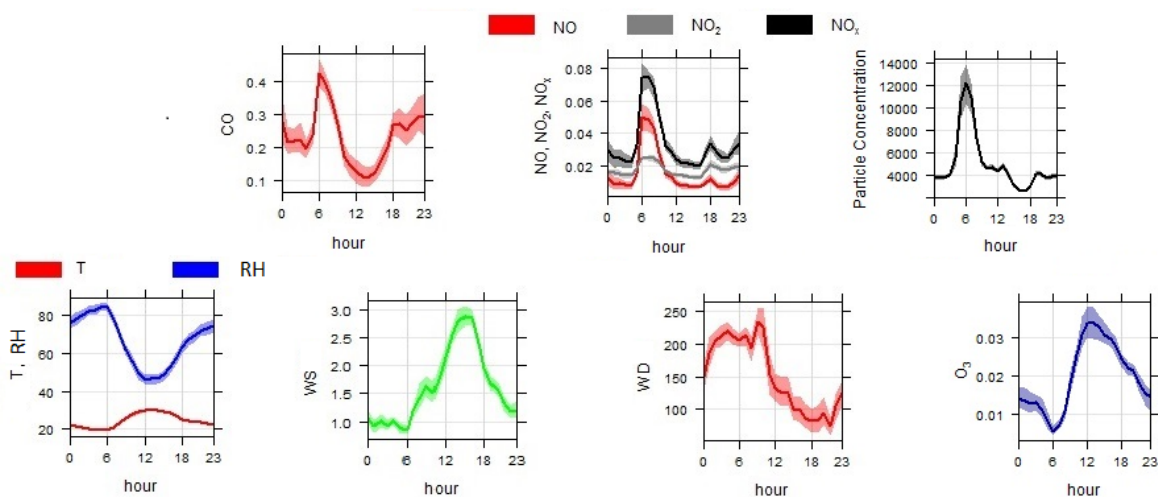 NO NO₂ NOₓ
CO
0.4
0.3
0.2
0.1
0 6 12 18 23
hour
NO, NO₂, NOₓ
0.08
0.06
0.04
0.02
0 6 12 18 23
hour
Particle Concentration
14000
12000
10000
8000
6000
4000
0 6 12 18 23
hour
T RH
T, RH
80
60
40
20
0 6 12 18 23
hour
WS
3.0
2.5
2.0
1.5
1.0
0 6 12 18 23
hour
WD
250
200
150
100
0 6 12 18 23
hour
O₃
0.03
0.02
0.01
0 6 12 18 23
hour